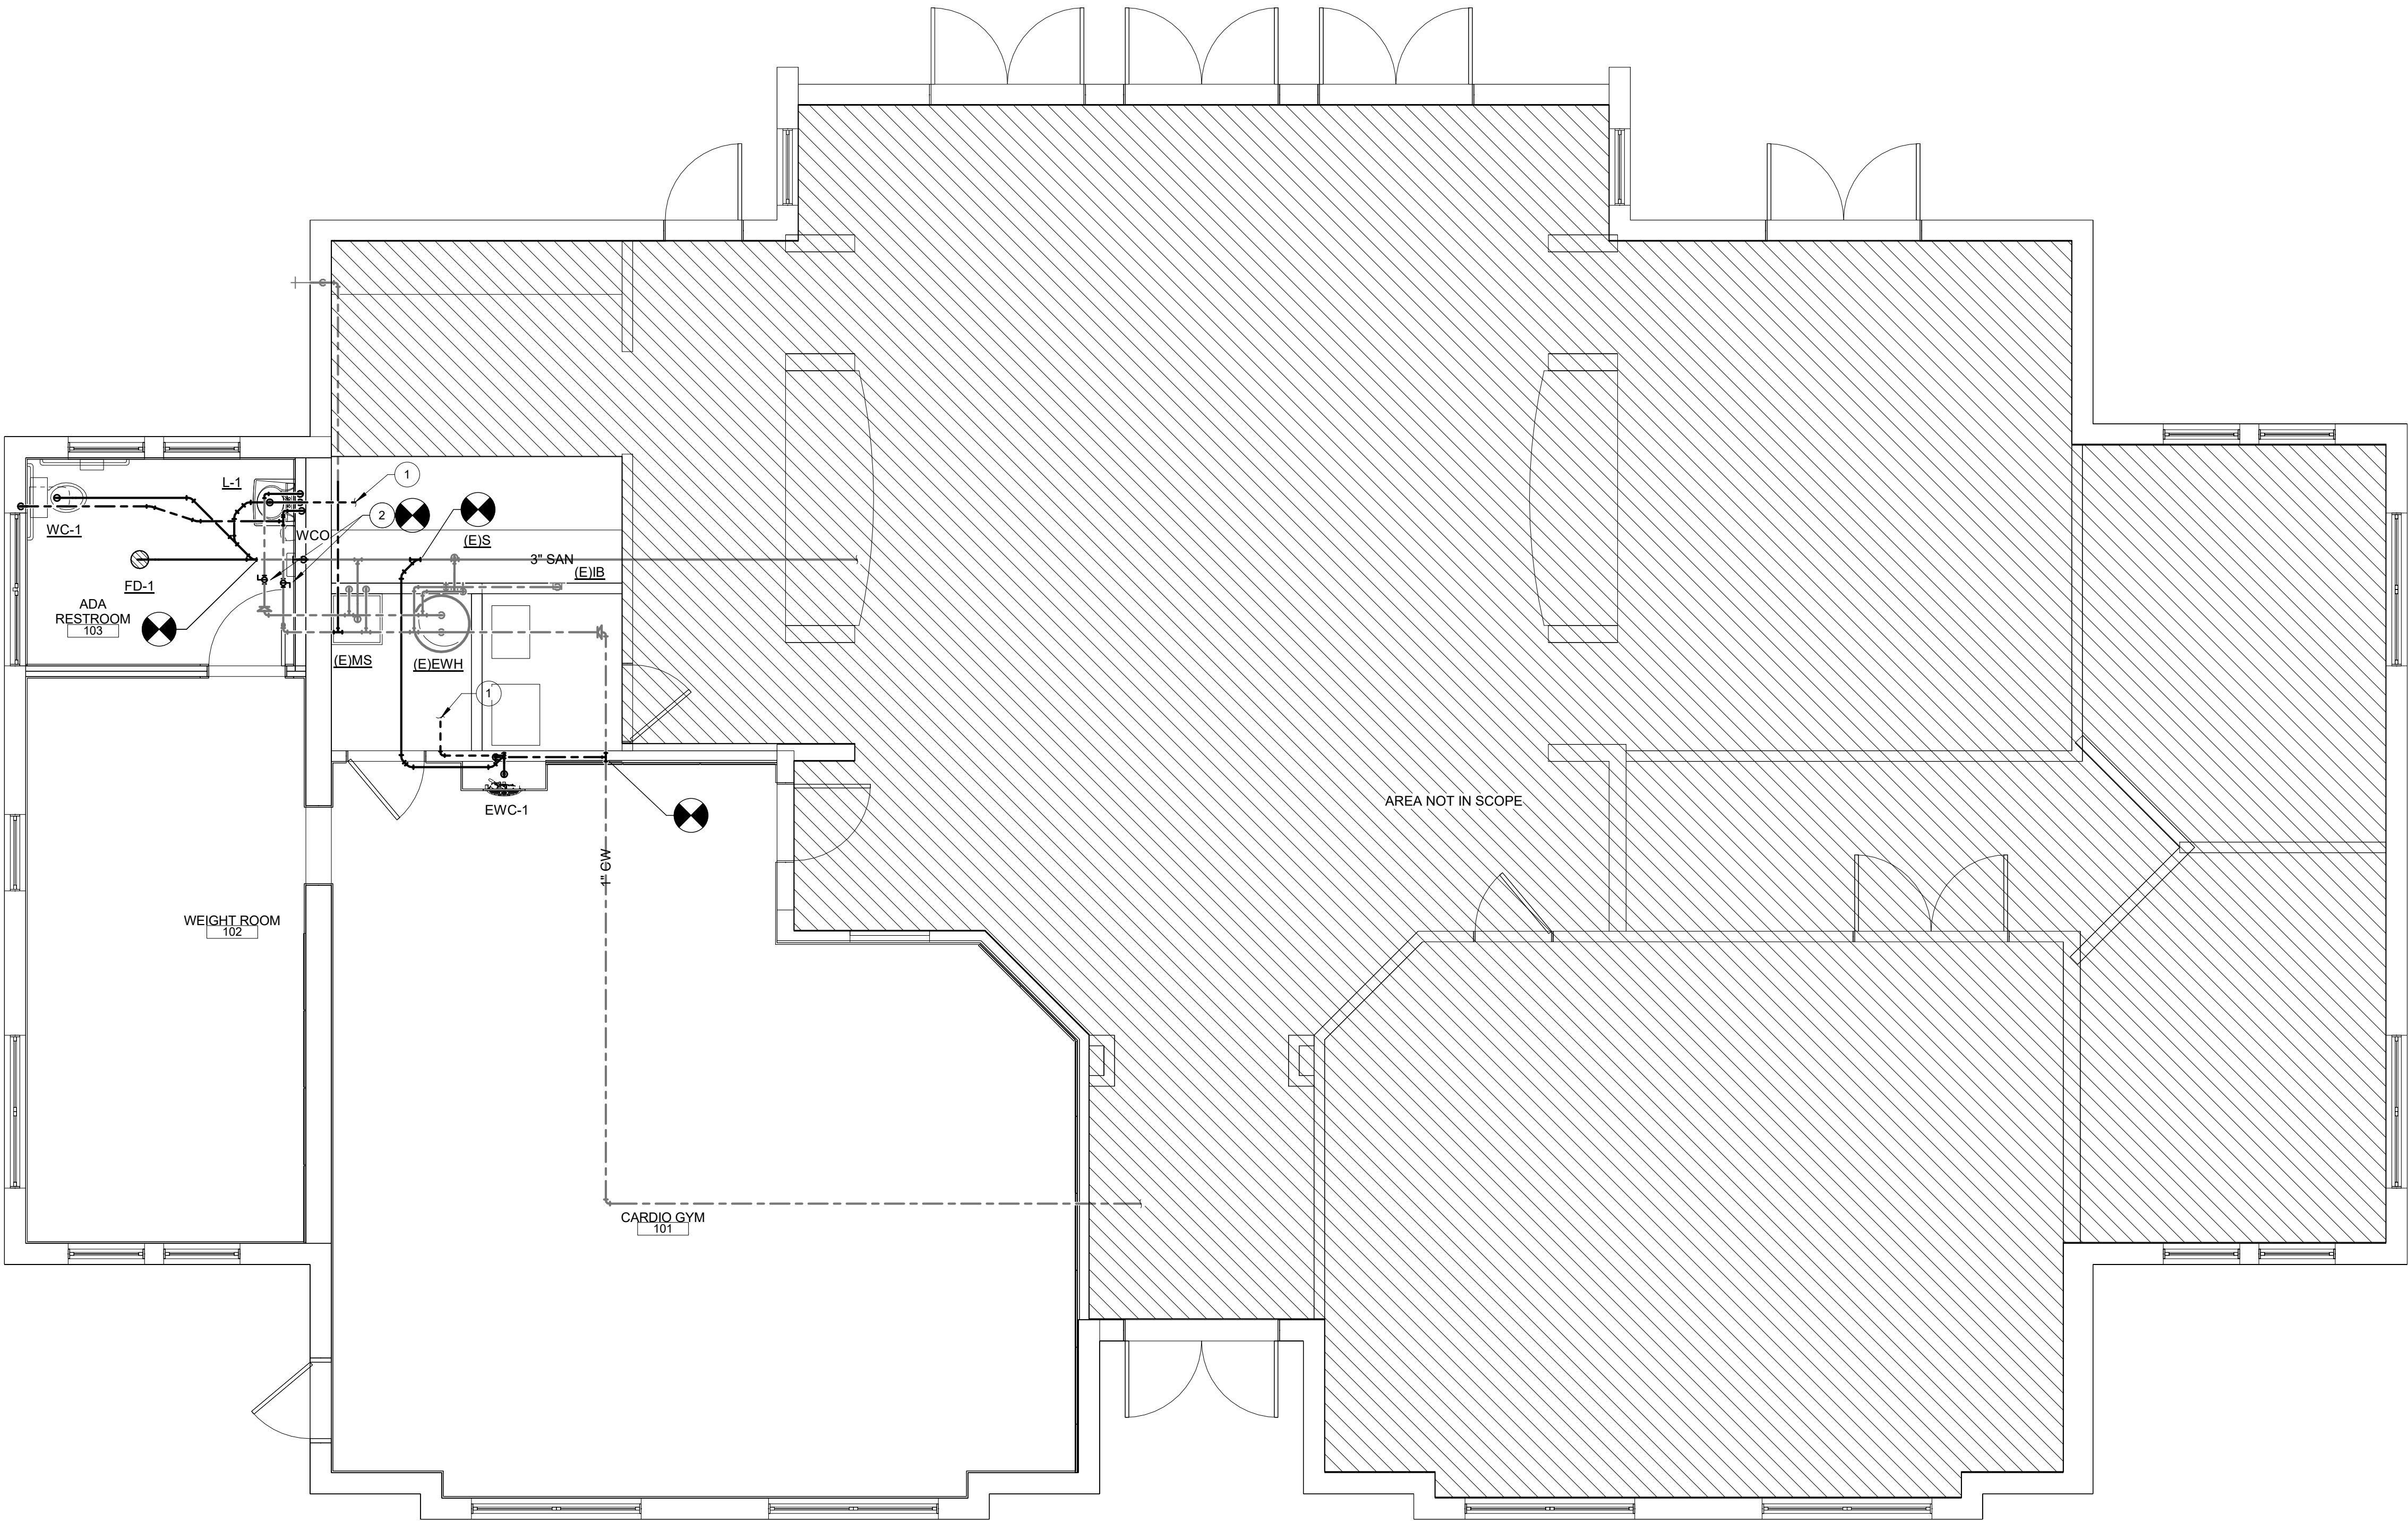 L-1
1
WC-1
2
WCO
(E)S
3" SAN
(E)IB
FD-1
ADA
RESTROOM
103
(E)MS
(E)EWH
1
EWC-1
AREA NOT IN SCOPE
1" CW
WEIGHT ROOM
102
CARDIO GYM
101